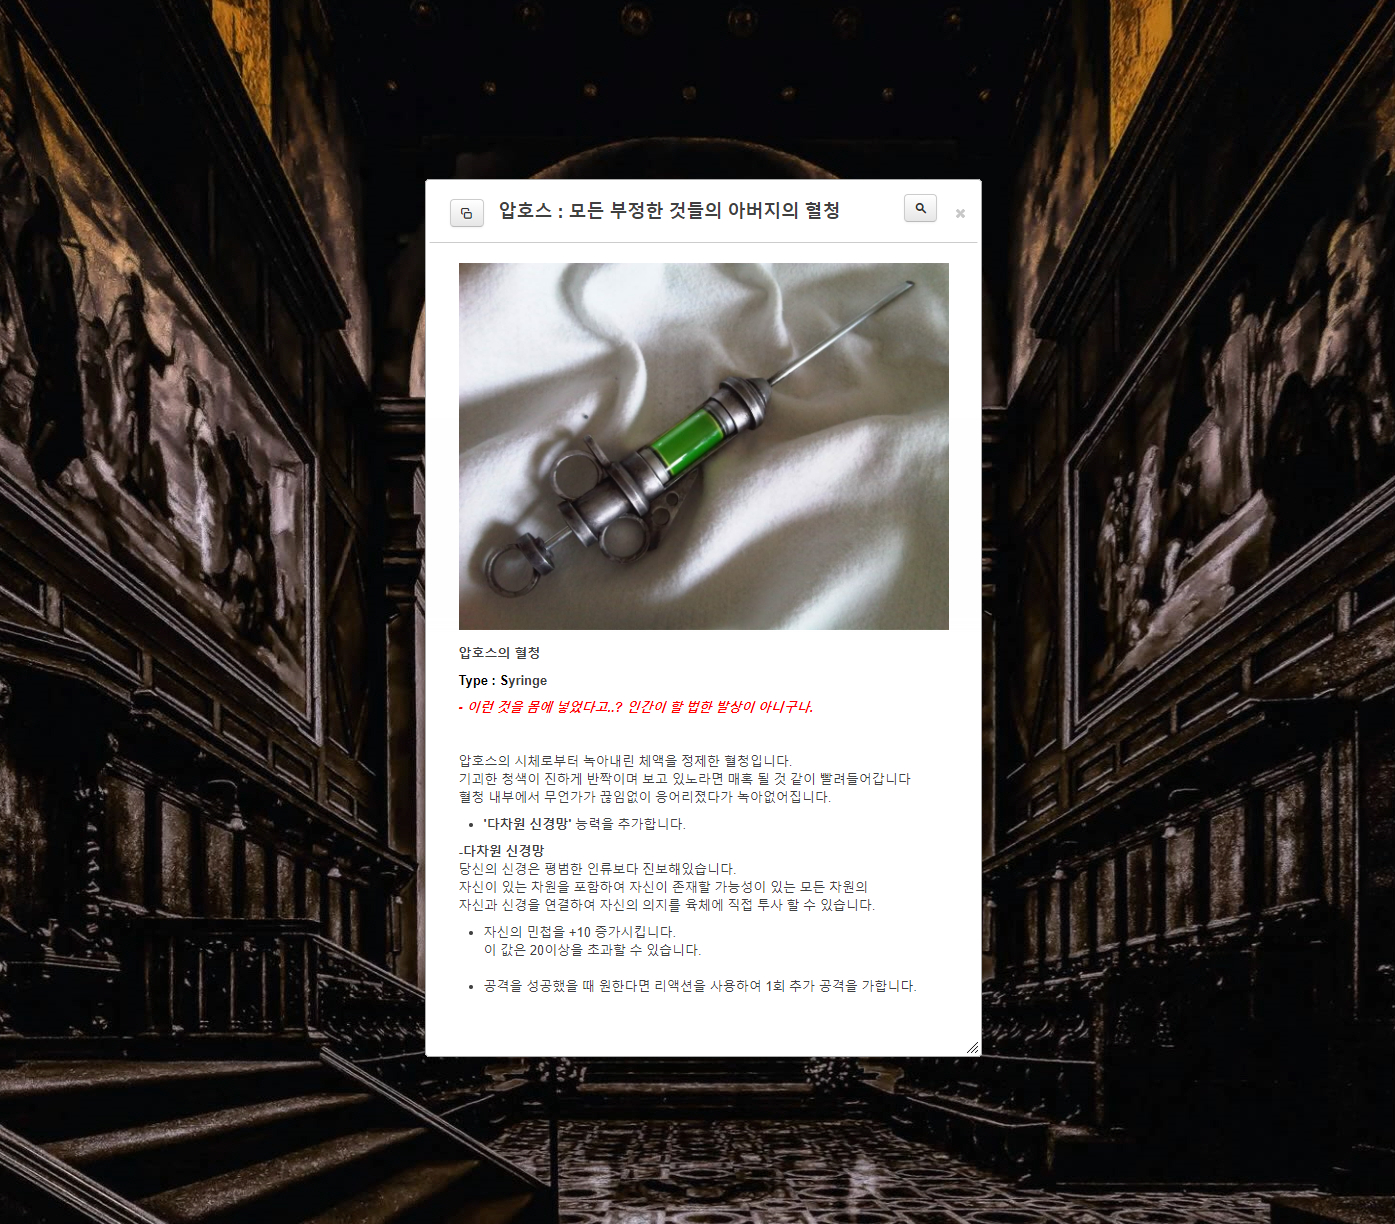 압호스 : 모든 부정한 것들의 아버지의 혈청
압호스의 혈청
Type : Syringe
- 이런 것을 몸에 넣었다고..? 인간이 할 법한 발상이 아니구나.
압호스의 시체로부터 녹아내린 체액을 정제한 혈청입니다.
기괴한 청색이 진하게 반짝이며 보고 있노라면 매혹 될 것 같이 빨려들어갑니다
혈청 내부에서 무언가가 끊임없이 응어리졌다가 녹아없어집니다.
• '다차원 신경망' 능력을 추가합니다.
-다차원 신경망
당신의 신경은 평범한 인류보다 진보해있습니다.
자신이 있는 차원을 포함하여 자신이 존재할 가능성이 있는 모든 차원의
자신과 신경을 연결하여 자신의 의지를 육체에 직접 투사 할 수 있습니다.
• 자신의 민첩을 +10 증가시킵니다.
이 값은 20이상을 초과할 수 있습니다.
• 공격을 성공했을 때 원한다면 리액션을 사용하여 1회 추가 공격을 가합니다.